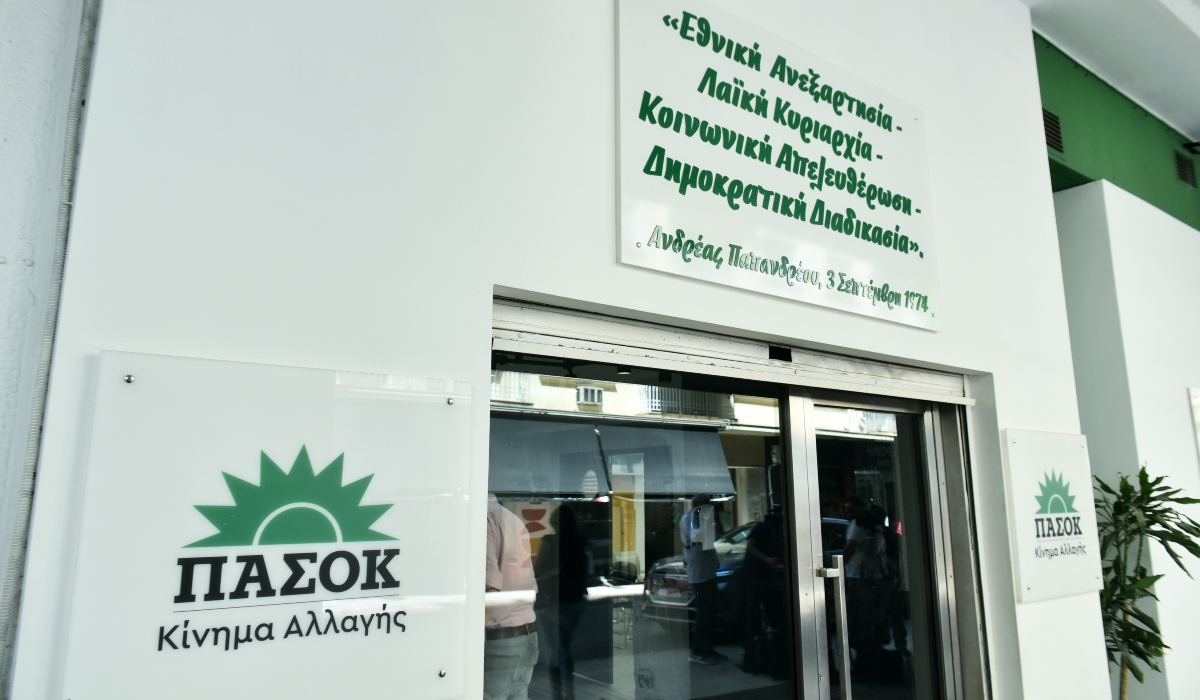 «Εθνική Ανεξαρτησία -
Λαϊκή Κυριαρχία -
Κοινωνική Απελευθέρωση -
Δημοκρατική Διαδικασία».
Ανδρέας Παπανδρέου, 3 Σεπτέμβρη 1974
ΠΑΣΟΚ
Κίνημα Αλλαγής
ΠΑΣΟΚ
Κίνημα Αλλαγής